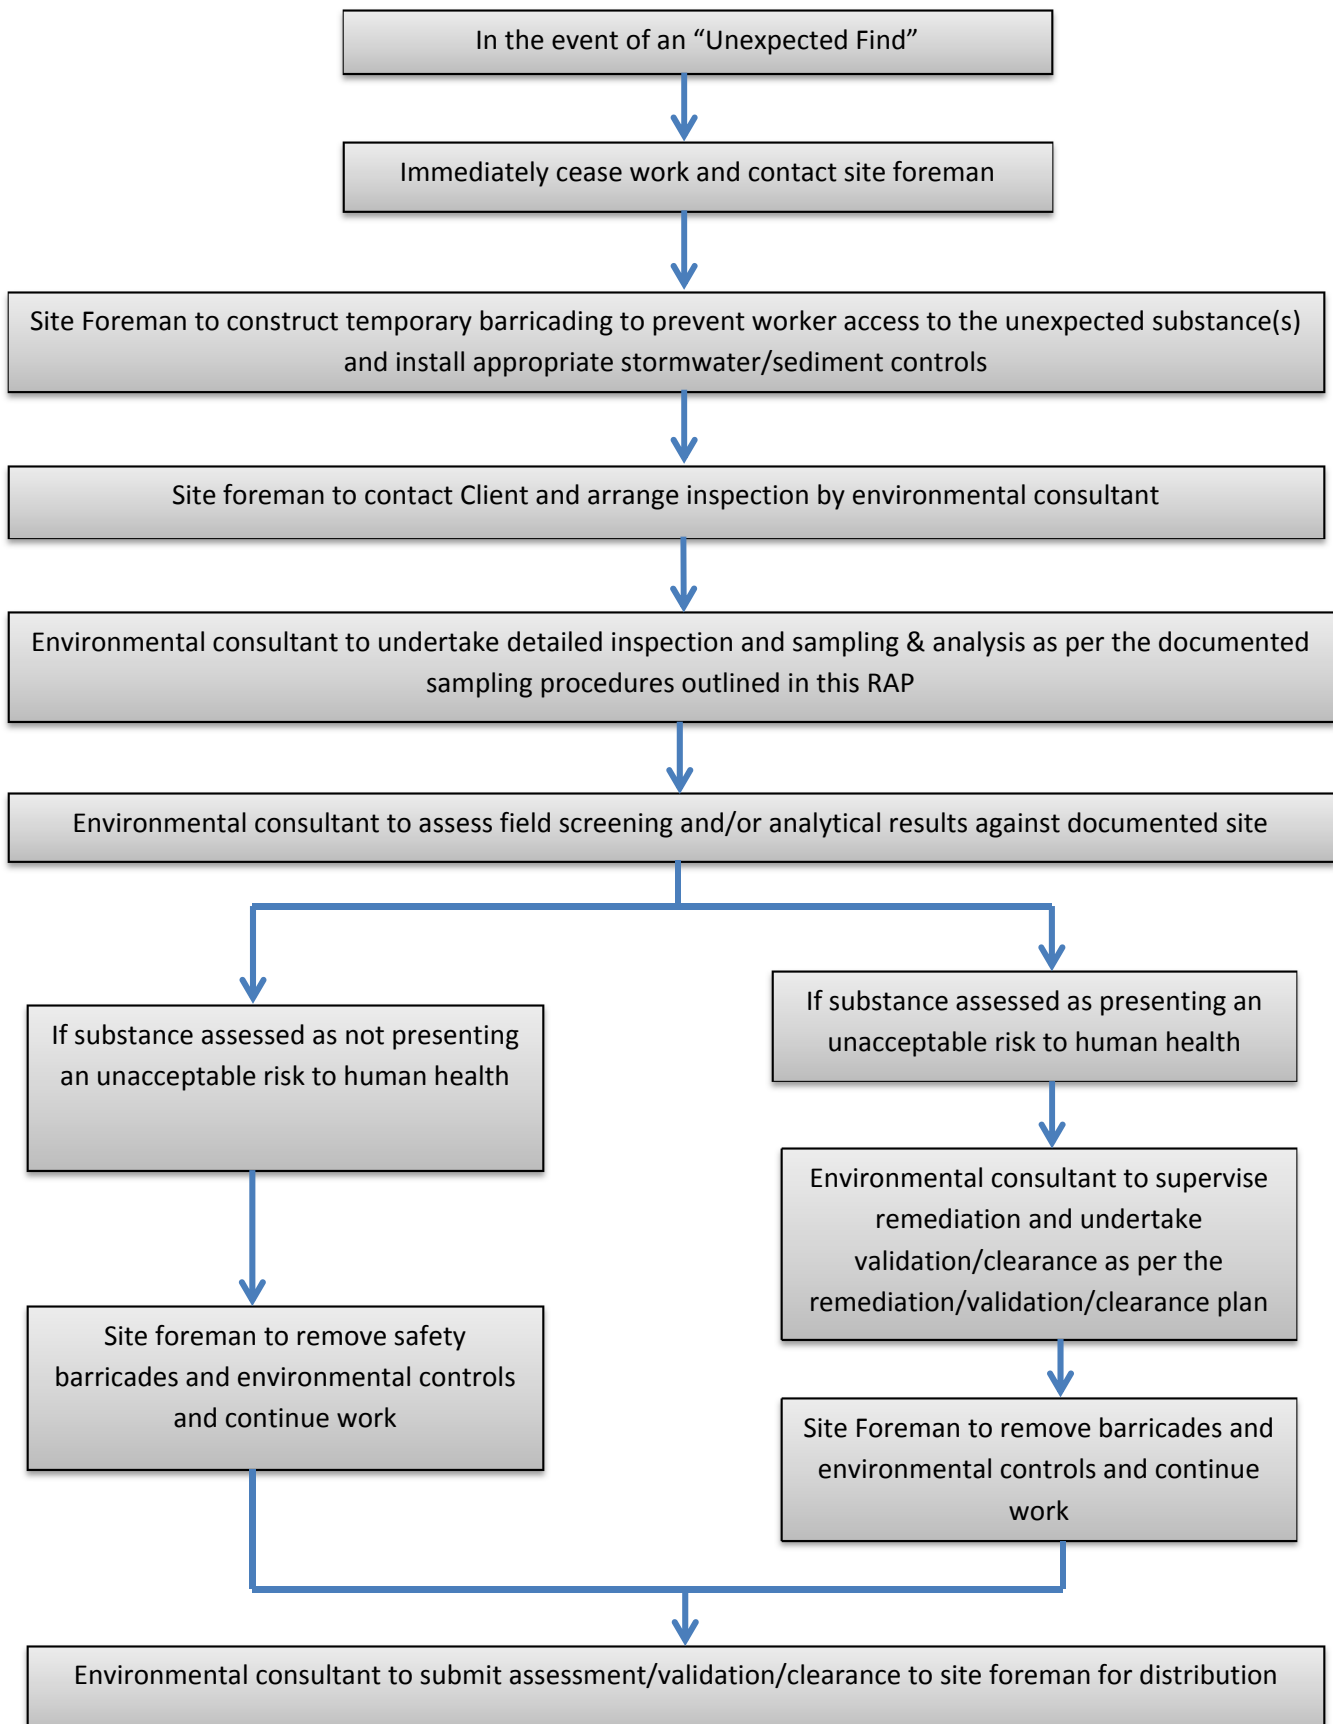 In the event of an “Unexpected Find”
Immediately cease work and contact site foreman
Site Foreman to construct temporary barricading to prevent worker access to the unexpected substance(s)
and install appropriate stormwater/sediment controls
Site foreman to contact Client and arrange inspection by environmental consultant
Environmental consultant to undertake detailed inspection and sampling & analysis as per the documented
sampling procedures outlined in this RAP
Environmental consultant to assess field screening and/or analytical results against documented site
If substance assessed as not presenting
an unacceptable risk to human health
Site foreman to remove safety
barricades and environmental controls
and continue work
If substance assessed as presenting an
unacceptable risk to human health
Environmental consultant to supervise
remediation and undertake
validation/clearance as per the
remediation/validation/clearance plan
Site Foreman to remove barricades and
environmental controls and continue
work
Environmental consultant to submit assessment/validation/clearance to site foreman for distribution